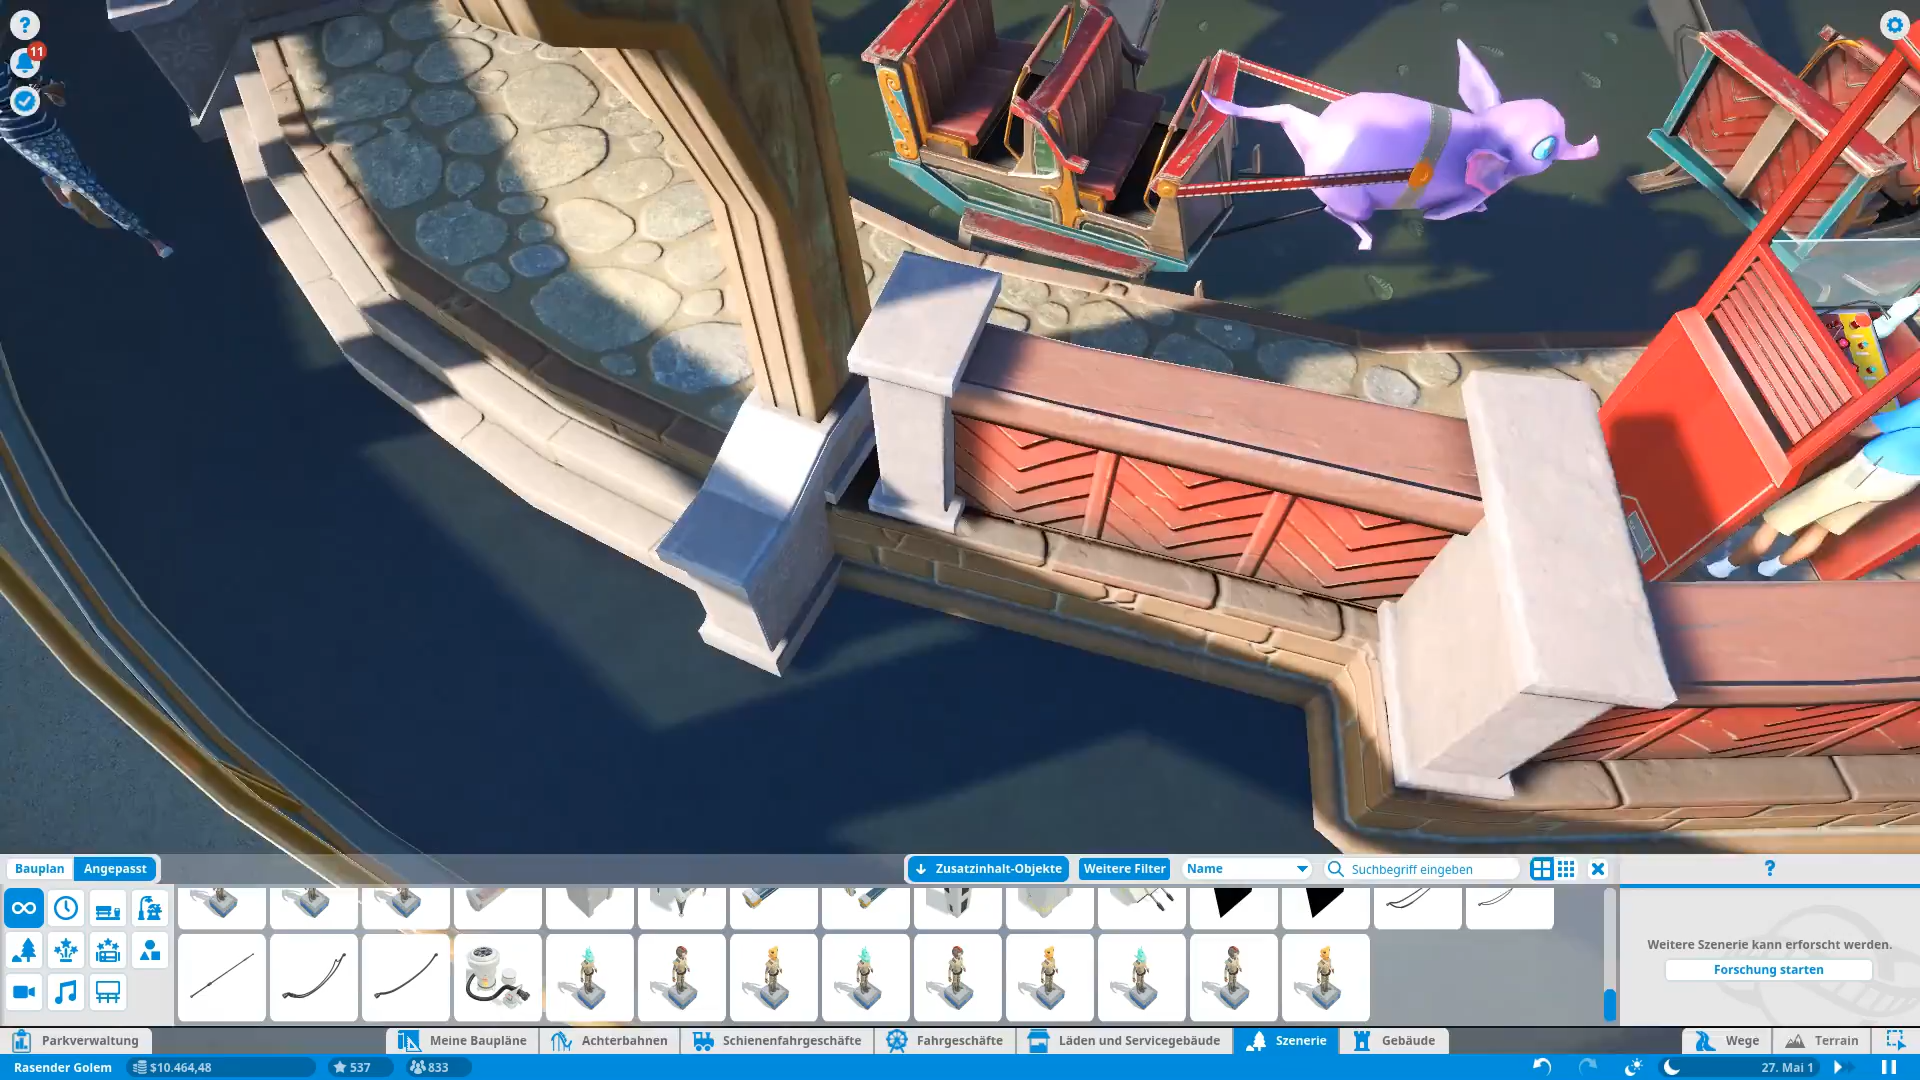 ?
11
Bauplan Angepasst Zusatzinhalt-Objekte Weitere Filter Name Suchbegriff eingeben ?
Weitere Szenerie kann erforscht werden.
Forschung starten
Parkverwaltung Meine Baupläne Achterbahnen Schienenfahrgeschäfte Fahrgeschäfte Läden und Servicegebäude Szenerie Gebäude Wege Terrain
Rasender Golem $10.464,48 537 833 27. Mai 1